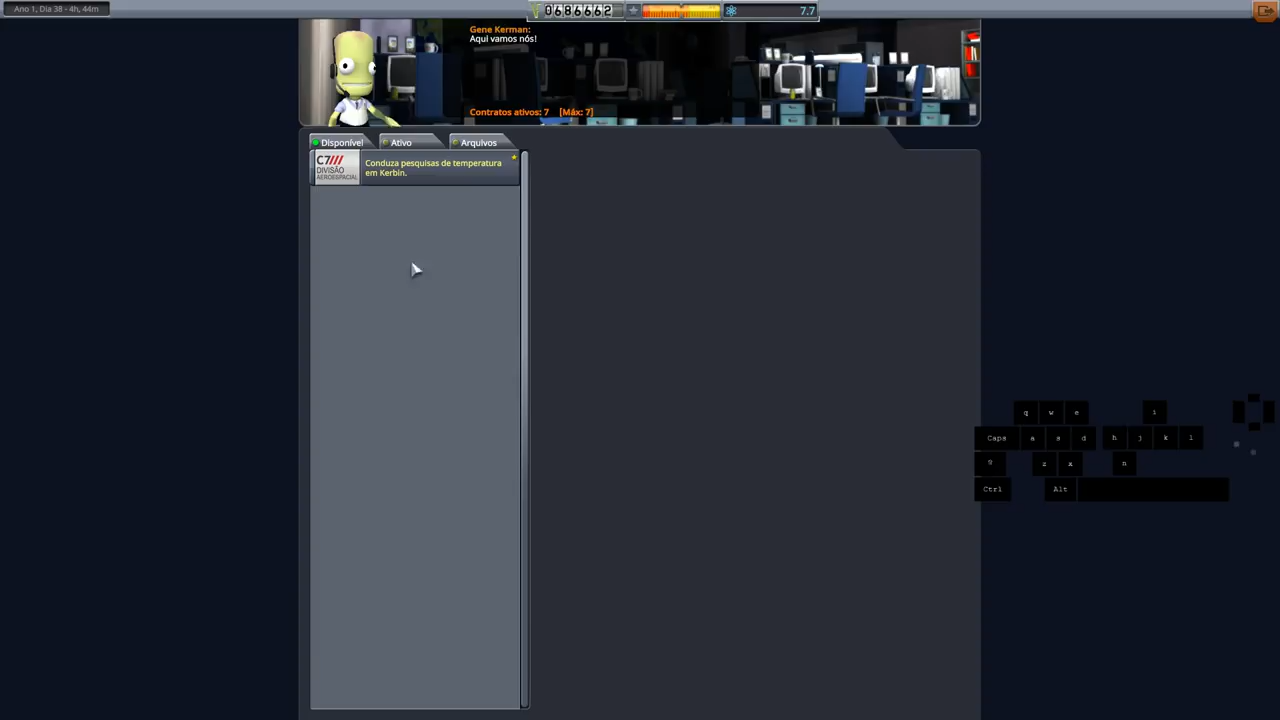 Ano 1, Dia 38 - 4h, 44m
0686662
7.7
Gene Kerman:
Aqui vamos nós!
Contratos ativos: 7 [Máx: 7]
Disponível
Ativo
Arquivos
C7///
DIVISÃO
AEROESPACIAL
Conduza pesquisas de temperatura
em Kerbin.
q w e i
Caps a s d h j k l
z x n
Ctrl Alt